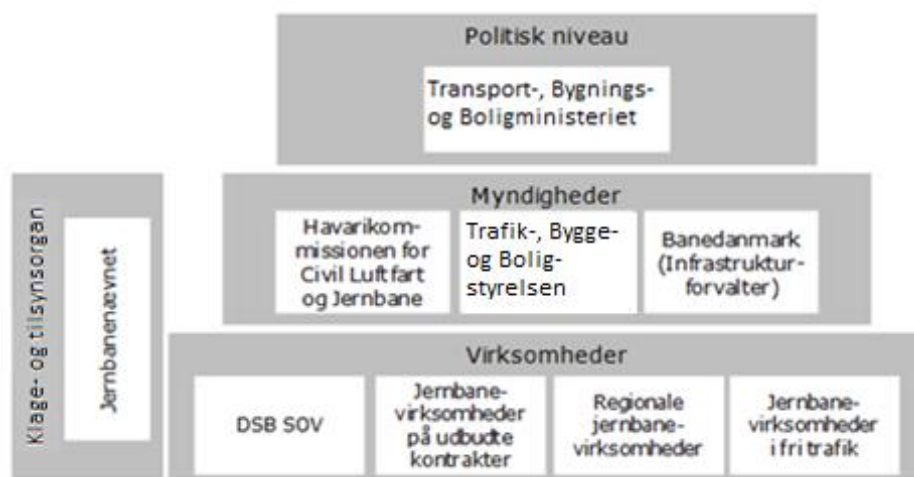 Politisk niveau
Transport-, Bygnings-
og Boligministeriet
Klage- og tilsynsorgan
Jernbanenævnet
Myndigheder
Havarikom-
missionen for
Civil Luftfart
og Jernbane
Trafik-, Bygge-
og Bolig-
styrelsen
Banedanmark
(Infrastruktur-
forvalter)
Virksomheder
DSB SOV
Jernbane-
virksomheder
på udbudte
kontrakter
Regionale
jernbane-
virksomheder
Jernbane-
virksomheder
i fri trafik